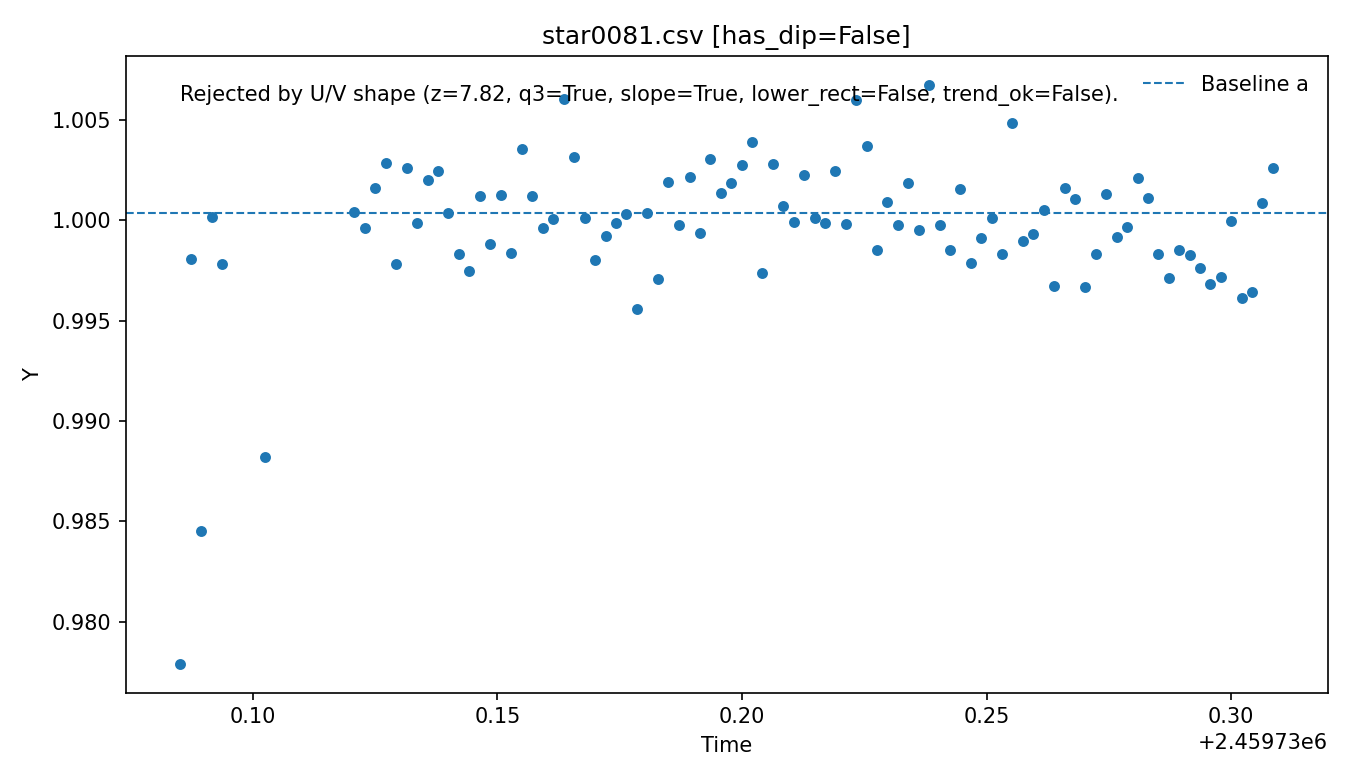 star0081.csv [has_dip=False]
Rejected by U/V shape (z=7.82, q3=True, slope=True, lower_rect=False, trend_ok=False).
Baseline a
1.005
1.000
0.995
0.990
0.985
0.980
Y
0.10
0.15
0.20
0.25
0.30
Time
+2.45973e6